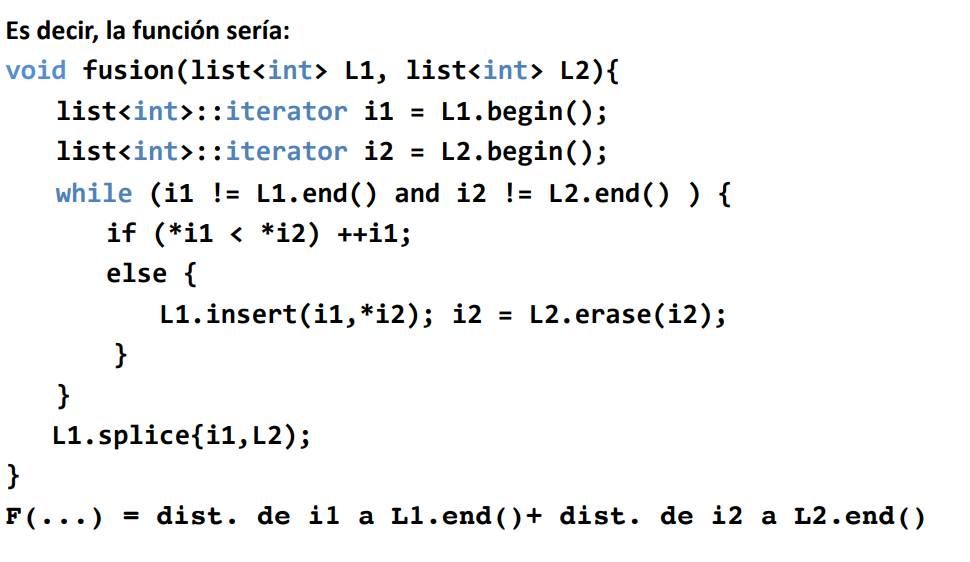 Es decir, la función sería:
void fusion(list<int> L1, list<int> L2){
list<int>::iterator i1 = L1.begin();
list<int>::iterator i2 = L2.begin();
while (i1 != L1.end() and i2 != L2.end() ) {
if (*i1 < *i2) ++i1;
else {
L1.insert(i1,*i2); i2 = L2.erase(i2);
}
}
L1.splice{i1,L2);
}
F(...) = dist. de i1 a L1.end()+ dist. de i2 a L2.end()